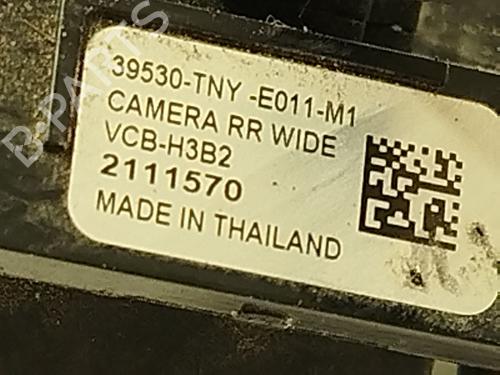 39530-TNY -E011-M1
CAMERA RR WIDE
VCB-H3B2
2111570
MADE IN THAILAND